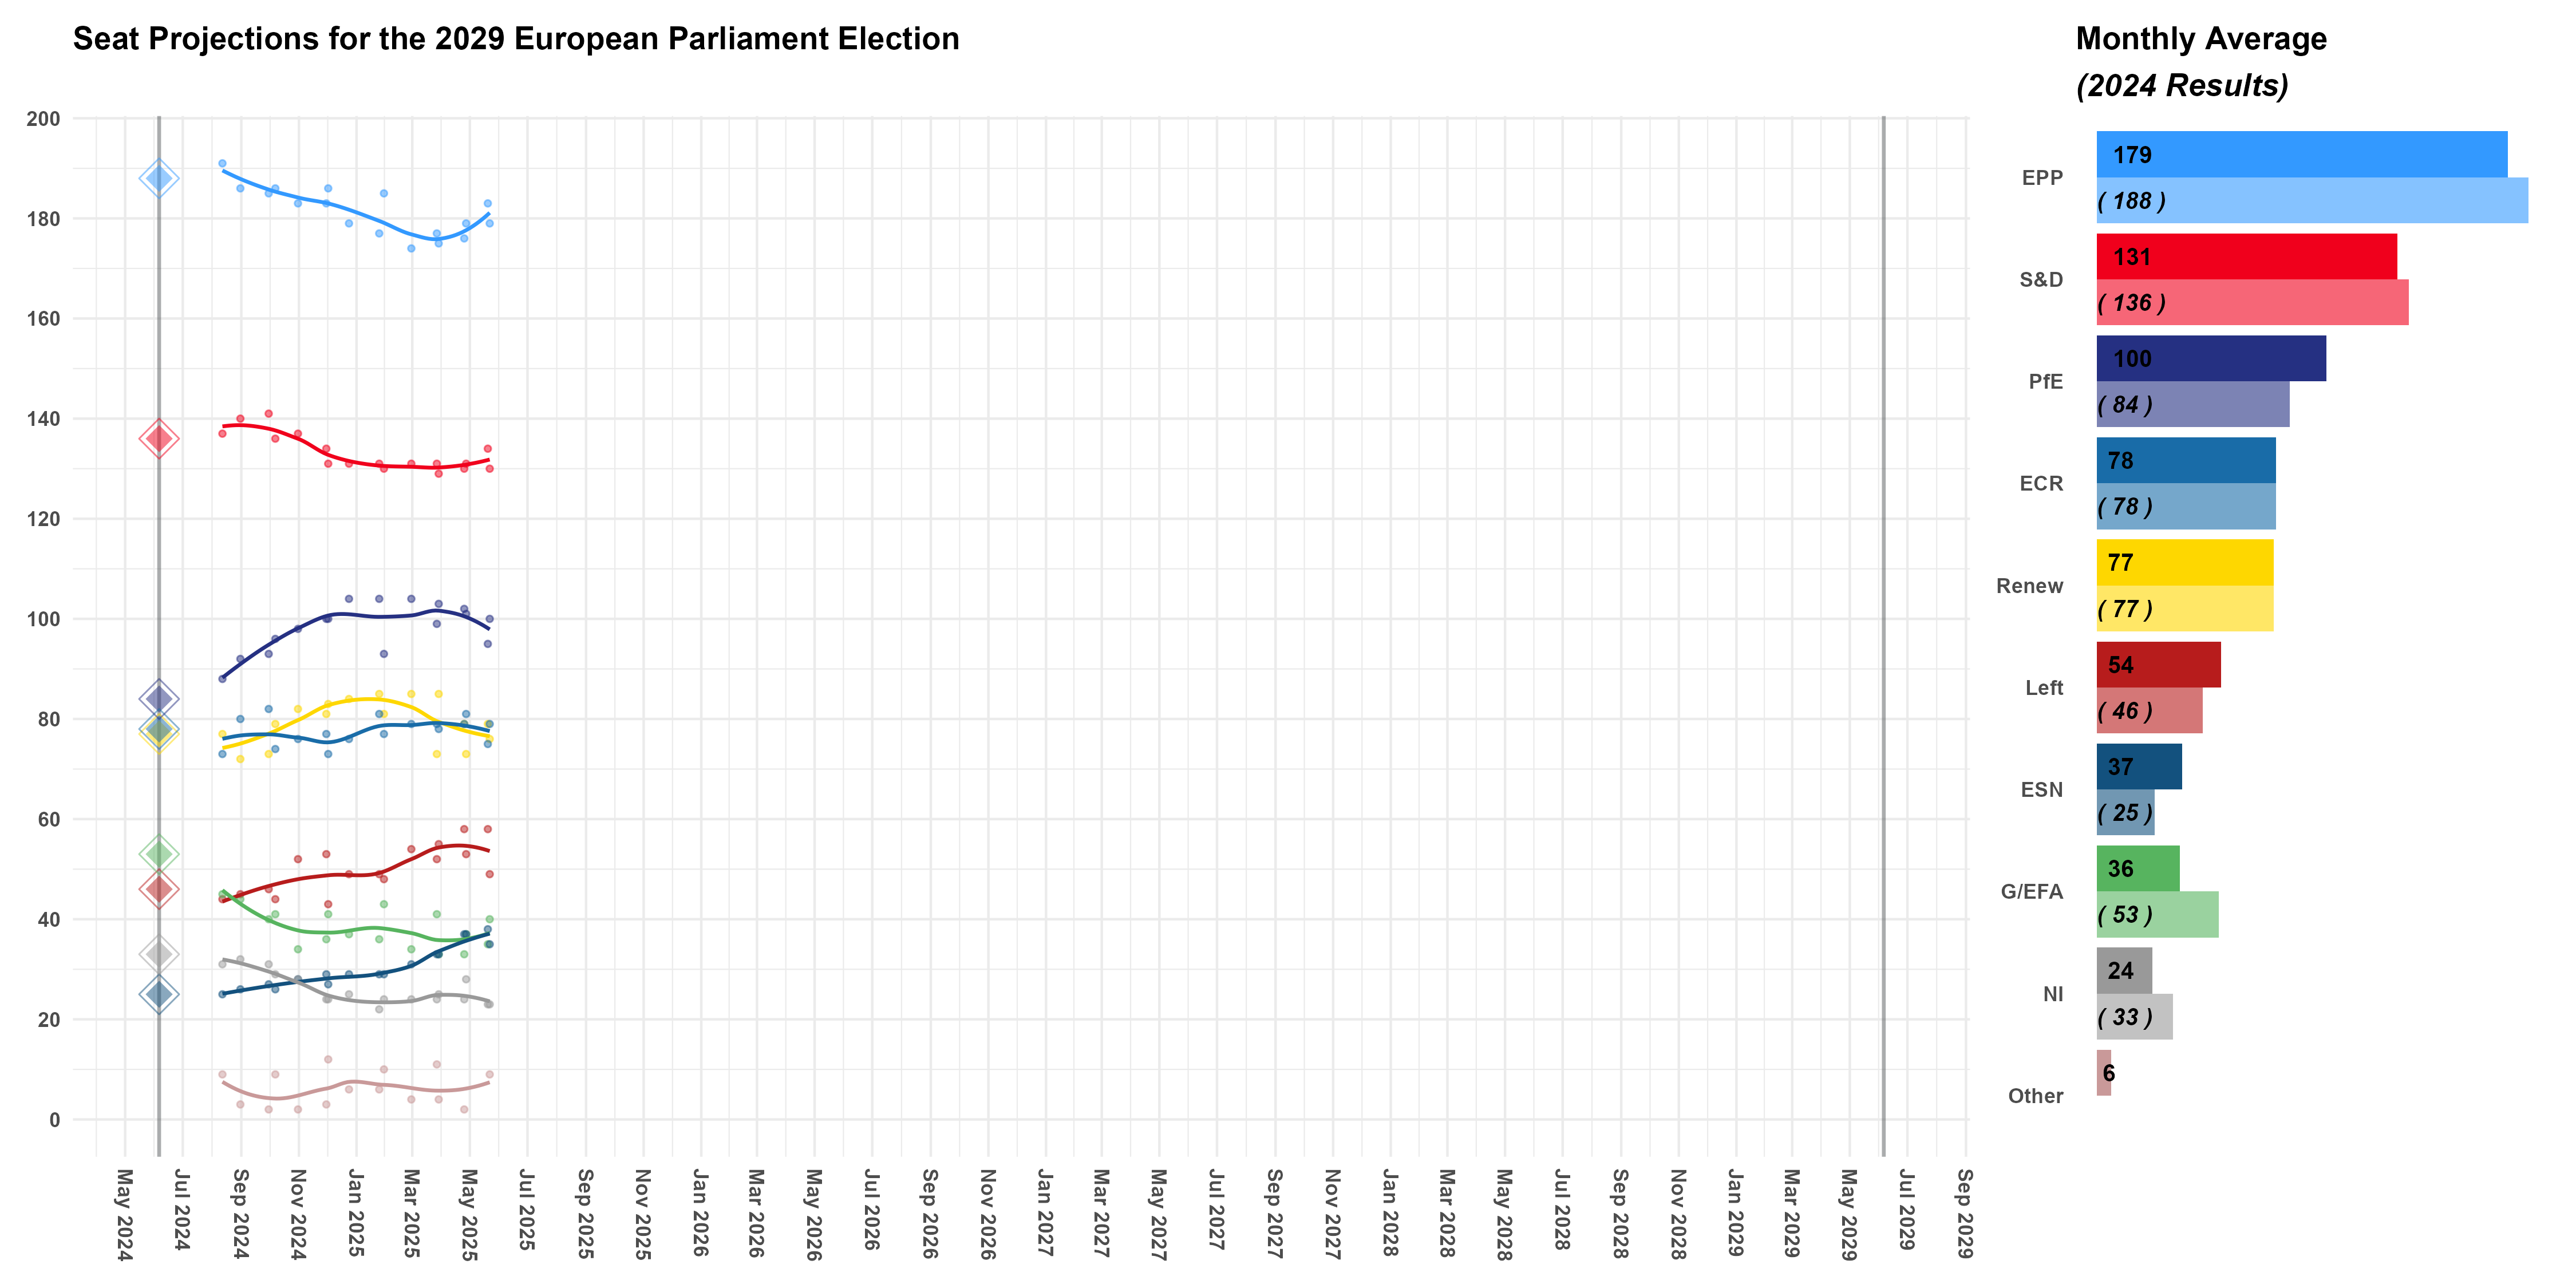 Seat Projections for the 2029 European Parliament Election
Monthly Average
(2024 Results)
200
180
160
140
120
100
80
60
40
20
0
May 2024
Jul 2024
Sep 2024
Nov 2024
Jan 2025
Mar 2025
May 2025
Jul 2025
Sep 2025
Nov 2025
Jan 2026
Mar 2026
May 2026
Jul 2026
Sep 2026
Nov 2026
Jan 2027
Mar 2027
May 2027
Jul 2027
Sep 2027
Nov 2027
Jan 2028
Mar 2028
May 2028
Jul 2028
Sep 2028
Nov 2028
Jan 2029
Mar 2029
May 2029
Jul 2029
Sep 2029
EPP
179
( 188 )
S&D
131
( 136 )
PfE
100
( 84 )
ECR
78
( 78 )
Renew
77
( 77 )
Left
54
( 46 )
ESN
37
( 25 )
G/EFA
36
( 53 )
NI
24
( 33 )
Other
6